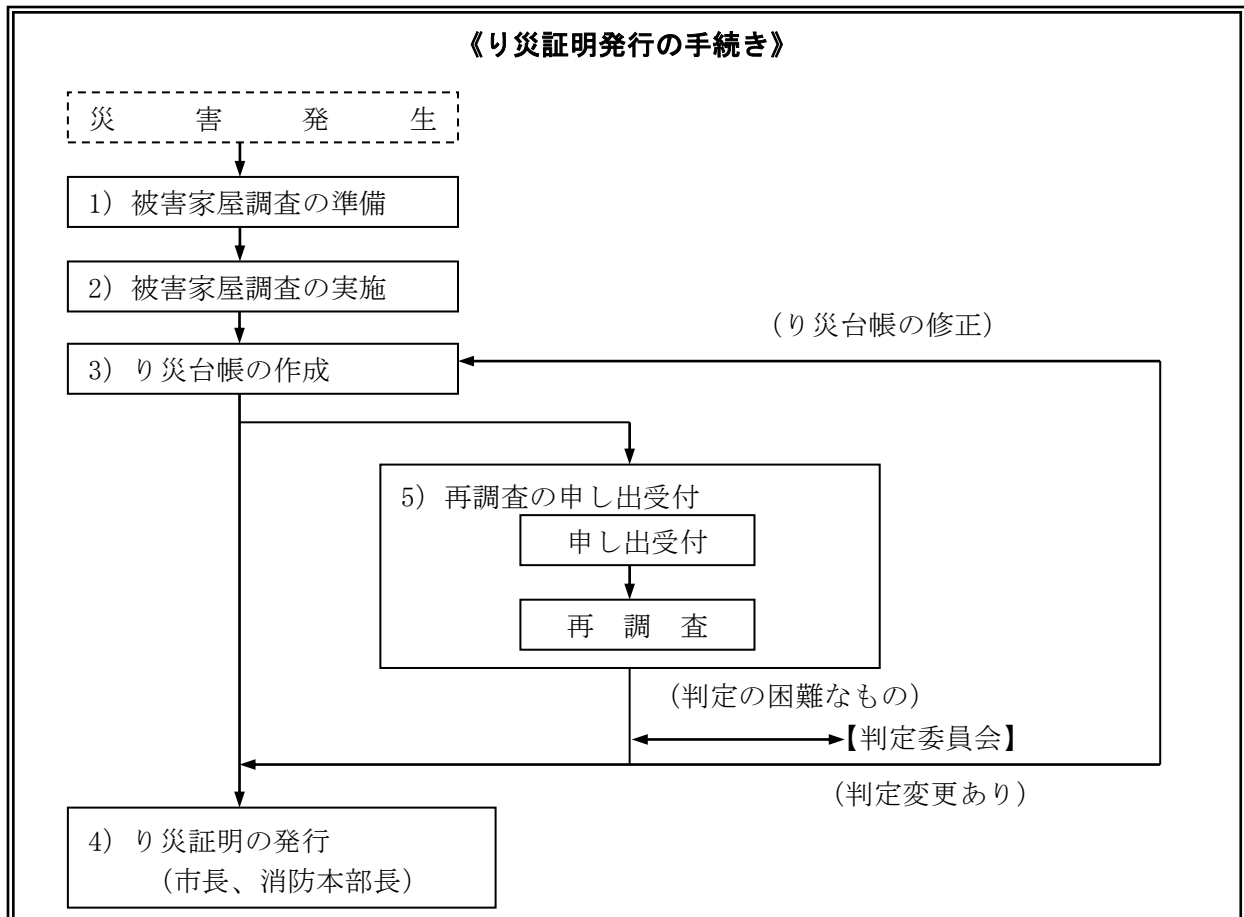 《り災証明発行の手続き》
災　害　発　生
1）被害家屋調査の準備
2）被害家屋調査の実施
（り災台帳の修正）
3）り災台帳の作成
5）再調査の申し出受付
申し出受付
再　調　査
（判定の困難なもの）
【判定委員会】
（判定変更あり）
4）り災証明の発行
（市長、消防本部長）